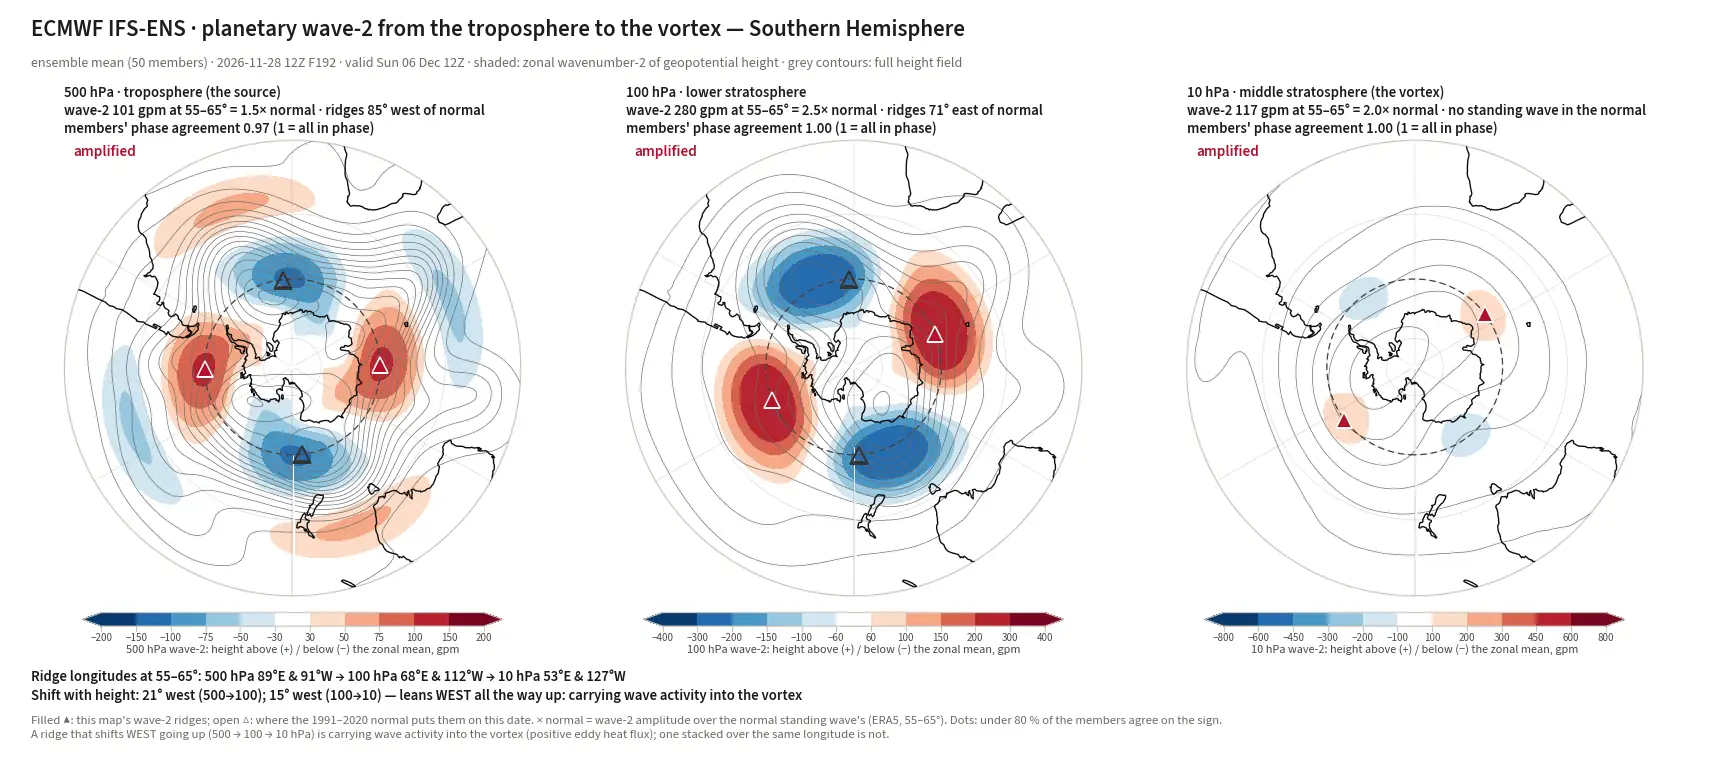 ECMWF IFS-ENS · planetary wave-2 from the troposphere to the vortex — Southern Hemisphere
ensemble mean (50 members) · 2026-11-28 12Z F192 · valid Sun 06 Dec 12Z · shaded: zonal wavenumber-2 of geopotential height · grey contours: full height field
500 hPa · troposphere (the source)
wave-2 101 gpm at 55–65° = 1.5× normal · ridges 85° west of normal
members' phase agreement 0.97 (1 = all in phase)
amplified
100 hPa · lower stratosphere
wave-2 280 gpm at 55–65° = 2.5× normal · ridges 71° east of normal
members' phase agreement 1.00 (1 = all in phase)
amplified
10 hPa · middle stratosphere (the vortex)
wave-2 117 gpm at 55–65° = 2.0× normal · no standing wave in the normal
members' phase agreement 1.00 (1 = all in phase)
amplified
−200 −150 −100 −75 −50 −30 30 50 75 100 150 200
500 hPa wave-2: height above (+) / below (−) the zonal mean, gpm
−400 −300 −200 −150 −100 −60 60 100 150 200 300 400
100 hPa wave-2: height above (+) / below (−) the zonal mean, gpm
−800 −600 −450 −300 −200 −100 100 200 300 450 600 800
10 hPa wave-2: height above (+) / below (−) the zonal mean, gpm
Ridge longitudes at 55–65°: 500 hPa 89°E & 91°W → 100 hPa 68°E & 112°W → 10 hPa 53°E & 127°W
Shift with height: 21° west (500→100); 15° west (100→10) — leans WEST all the way up: carrying wave activity into the vortex
Filled ▲: this map's wave-2 ridges; open △: where the 1991–2020 normal puts them on this date. × normal = wave-2 amplitude over the normal standing wave's (ERA5, 55–65°). Dots: under 80 % of the members agree on the sign.
A ridge that shifts WEST going up (500 → 100 → 10 hPa) is carrying wave activity into the vortex (positive eddy heat flux); one stacked over the same longitude is not.